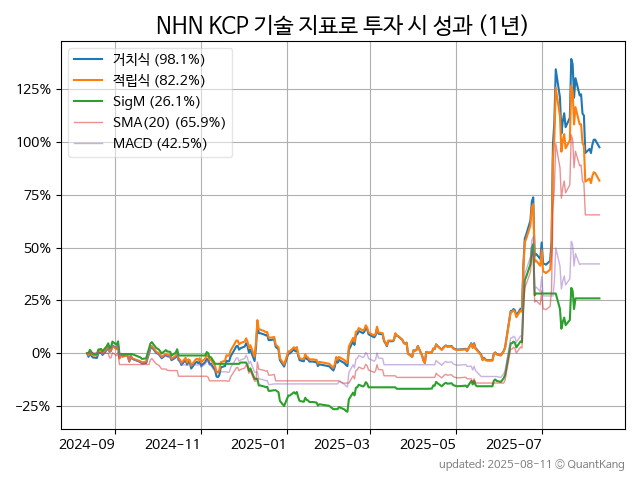 NHN KCP 기술 지표로 투자 시 성과 (1년)
거치식 (98.1%)
적립식 (82.2%)
SigM (26.1%)
SMA(20) (65.9%)
MACD (42.5%)
125%
100%
75%
50%
25%
0%
−25%
2024-09
2024-11
2025-01
2025-03
2025-05
2025-07
updated: 2025-08-11 © QuantKang